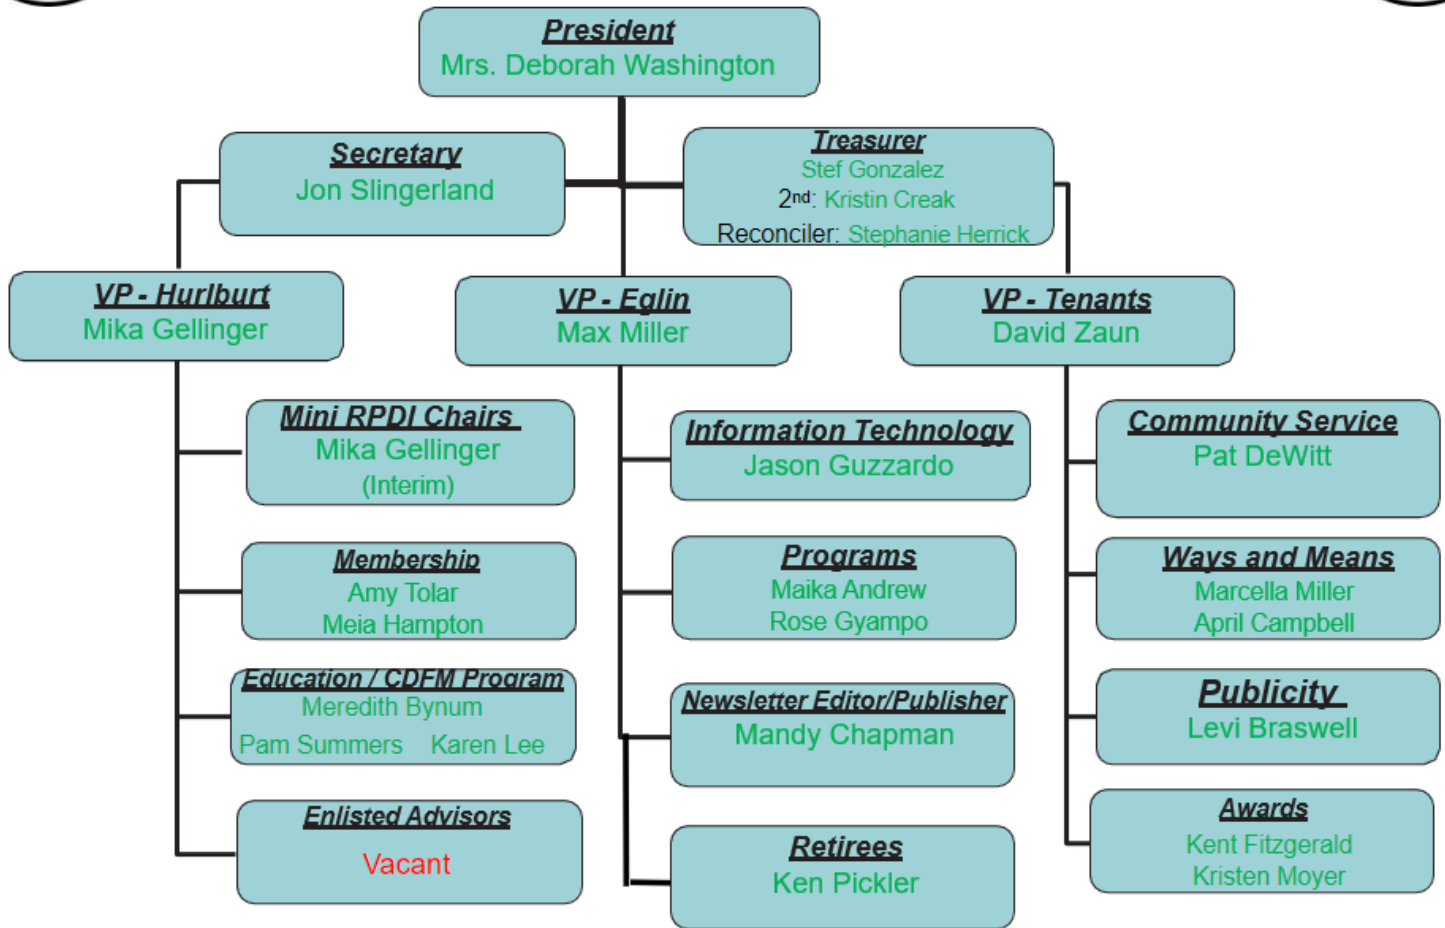 President
Mrs. Deborah Washington
Secretary
Jon Slingerland
Treasurer
Stef Gonzalez
2nd: Kristin Creak
Reconciler: Stephanie Herrick
VP - Hurlburt
Mika Gellinger
VP - Eglin
Max Miller
VP - Tenants
David Zaun
Mini RPDI Chairs
Mika Gellinger
(Interim)
Membership
Amy Tolar
Meia Hampton
Education / CDFM Program
Meredith Bynum
Pam Summers Karen Lee
Enlisted Advisors
Vacant
Information Technology
Jason Guzzardo
Programs
Maika Andrew
Rose Gyampo
Newsletter Editor/Publisher
Mandy Chapman
Retirees
Ken Pickler
Community Service
Pat DeWitt
Ways and Means
Marcella Miller
April Campbell
Publicity
Levi Braswell
Awards
Kent Fitzgerald
Kristen Moyer